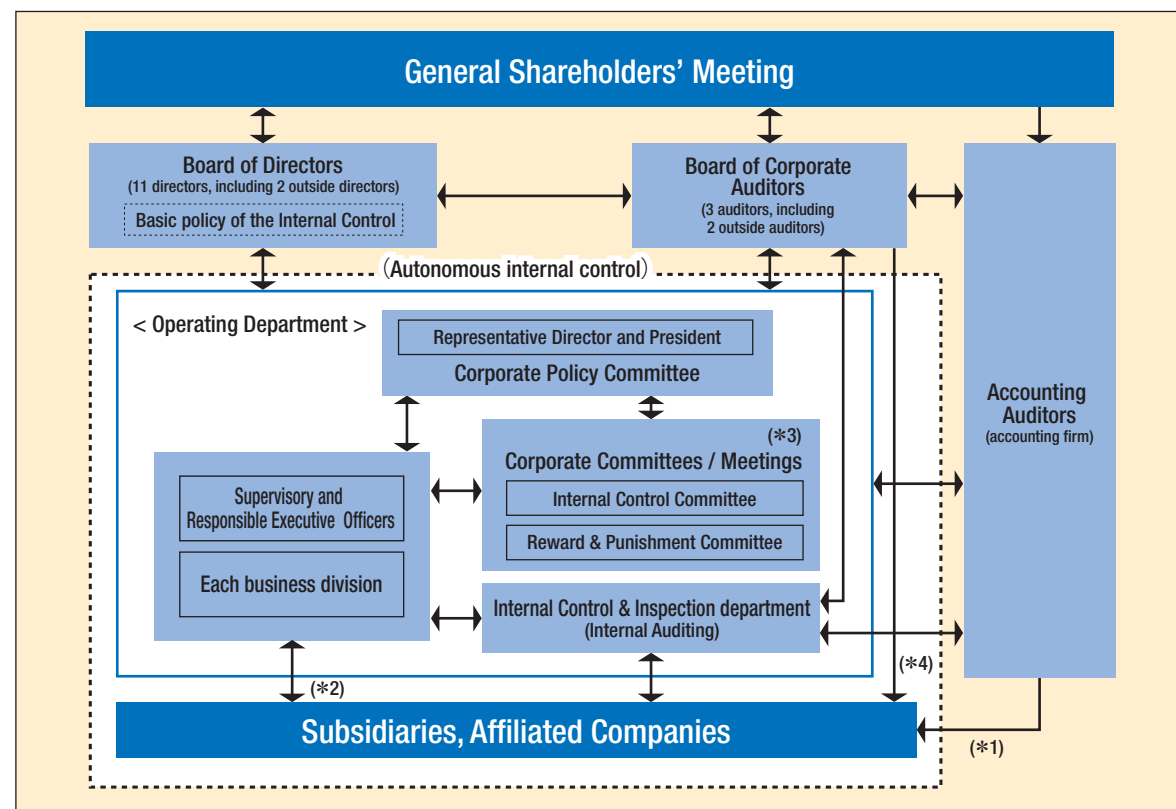 General Shareholders’ Meeting
Board of Directors
(11 directors, including 2 outside directors)
Basic policy of the Internal Control
Board of Corporate
Auditors
(3 auditors, including
2 outside auditors)
(Autonomous internal control)
< Operating Department >
Representative Director and President
Corporate Policy Committee
Accounting
Auditors
(accounting firm)
(*3)
Corporate Committees / Meetings
Internal Control Committee
Reward & Punishment Committee
Supervisory and
Responsible Executive Officers
Each business division
Internal Control & Inspection department
(Internal Auditing)
(*4)
(*2)
Subsidiaries, Affiliated Companies
(*1)